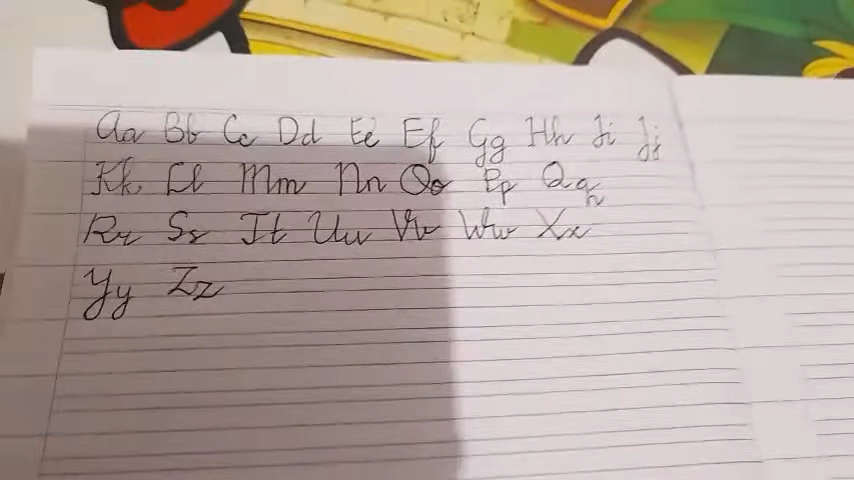 Aa Bb Cc Dd Ee Ff Gg Hh Ii Jj
Kk Ll Mm Nn Oo Pp Qq
Rr Ss Tt Uu Vv Ww Xx
Yy Zz